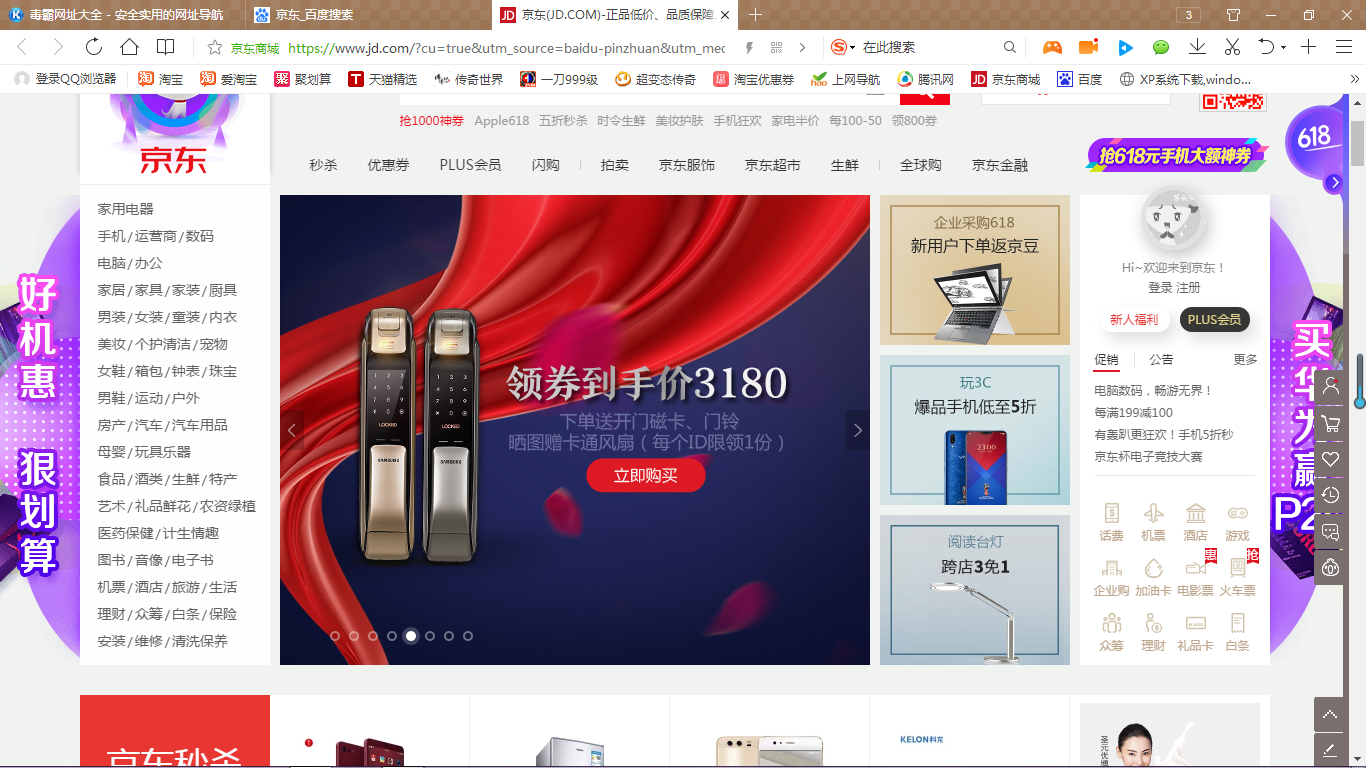 毒霸网址大全 - 安全实用的网址导航
京东_百度搜索
京东(JD.COM)-正品低价、品质保障
3
京东商城 https://www.jd.com/?cu=true&utm_source=baidu-pinzhuan&utm_med
在此搜索
登录QQ浏览器 淘宝 爱淘宝 聚划算 天猫精选 传奇世界 一刀999级 超变态传奇 淘宝优惠券 上网导航 腾讯网 京东商城 百度 XP系统下载,windo...
抢1000神券 Apple618 五折秒杀 时令生鲜 美妆护肤 手机狂欢 家电半价 每100-50 领800券
京东
秒杀 优惠券 PLUS会员 闪购 拍卖 京东服饰 京东超市 生鲜 全球购 京东金融
抢618元手机大额神券
618
家用电器
手机/运营商/数码
电脑/办公
家居/家具/家装/厨具
男装/女装/童装/内衣
美妆/个护清洁/宠物
女鞋/箱包/钟表/珠宝
男鞋/运动/户外
房产/汽车/汽车用品
母婴/玩具乐器
食品/酒类/生鲜/特产
艺术/礼品鲜花/农资绿植
医药保健/计生情趣
图书/音像/电子书
机票/酒店/旅游/生活
理财/众筹/白条/保险
安装/维修/清洗保养
好机惠 狠划算
LOCKED
LOCKED
SAMSUNG
SAMSUNG
领券到手价3180
下单送开门磁卡、门铃
晒图赠卡通风扇（每个ID限领1份）
立即购买
企业采购618
新用户下单返京豆
玩3C
爆品手机低至5折
23:00
阅读台灯
跨店3免1
Hi~欢迎来到京东！
登录 注册
新人福利 PLUS会员
促销 公告 更多
电脑数码，畅游无界！
每满199减100
有轰趴更狂欢！手机5折秒
京东杯电子竞技大赛
话费 机票 酒店 游戏
惠 抢
企业购 加油卡 电影票 火车票
众筹 理财 礼品卡 白条
买华为赢P2
京东秒杀
KELON科龙
圣元优博